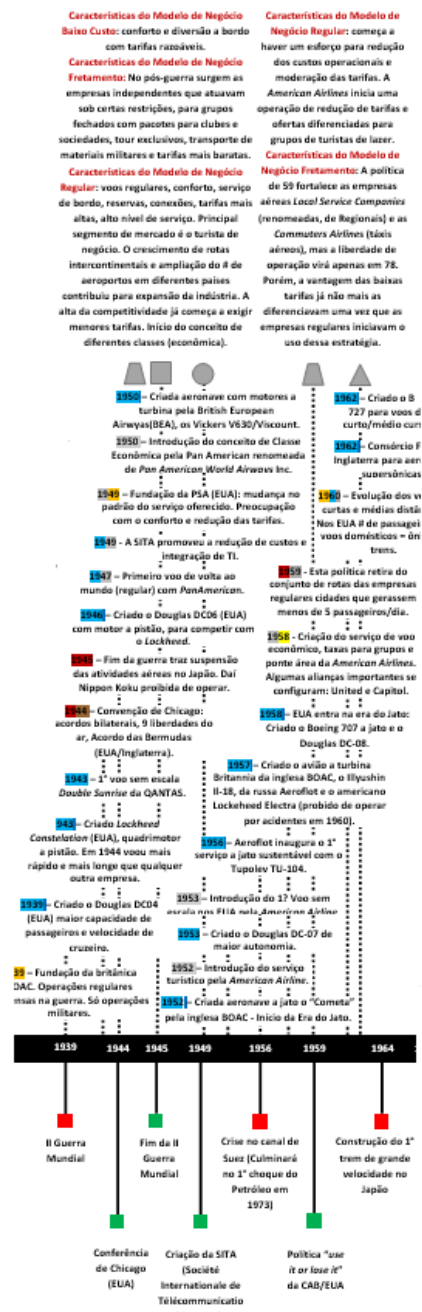 Características do Modelo de Negócio
Baixo Custo: conforto e diversão a bordo
com tarifas razoáveis.
Características do Modelo de Negócio
Fretamento: No pós-guerra surgem as
empresas independentes que atuavam
sob certas restrições, para grupos
fechados com pacotes para clubes e
sociedades, tour exclusivos, transporte de
materiais militares e tarifas mais baratas.
Características do Modelo de Negócio
Regular: voos regulares, conforto, serviço
de bordo, reservas, conexões, tarifas mais
altas, alto nível de serviço. Principal
segmento de mercado é o turista de
negócio. O crescimento de rotas
intercontinentais e ampliação do # de
aeroportos em diferentes países
contribuiu para expansão da indústria. A
alta da competitividade já começa a exigir
menores tarifas. Início do conceito de
diferentes classes (econômica).
Características do Modelo de
Negócio Regular: começa a
haver um esforço para redução
dos custos operacionais e
moderação das tarifas. A
American Airlines inicia uma
operação de redução de tarifas e
ofertas diferenciadas para
grupos de turistas de lazer.
Características do Modelo de
Negócio Fretamento: A política
de 59 fortalece as empresas
aéreas Local Service Companies
(renomeadas, de Regionais) e as
Commuters Airlines (táxis
aéreos), mas a liberdade de
operação virá apenas em 78.
Porém, a vantagem das baixas
tarifas já não mais as
diferenciavam uma vez que as
empresas regulares iniciavam o
uso dessa estratégia.
1950 – Criada aeronave com motores a
turbina pela British European
Airwyas(BEA), os Vickers V630/Viscount.
1950 – Introdução do conceito de Classe
Econômica pela Pan American renomeada
de Pan American World Airways Inc.
1949 – Fundação da PSA (EUA): mudança no
padrão do serviço oferecido. Preocupação
com o conforto e redução das tarifas.
1949 - A SITA promoveu a redução de custos e
integração de TI.
1947 – Primeiro voo de volta ao
mundo (regular) com PanAmerican.
1946 – Criado o Douglas DC06 (EUA)
com motor a pistão, para competir com
o Lockheed.
1945 – Fim da guerra traz suspensão
das atividades aéreas no Japão. Daí
Nippon Koku proibida de operar.
1944 – Convenção de Chicago:
acordos bilaterais, 9 liberdades do
ar, Acordo das Bermudas
(EUA/Inglaterra).
1943 – 1° voo sem escala
Double Sunrise da QANTAS.
943 – Criado Lockheed
Constelation (EUA), quadrimotor
a pistão. Em 1944 voou mais
rápido e mais longe que qualquer
outra empresa.
1939 – Criado o Douglas DC04
(EUA) maior capacidade de
passageiros e velocidade de
cruzeiro.
39 – Fundação da britânica
OAC. Operações regulares
nsas na guerra. Só operações
militares.
1962 – Criado o B
727 para voos d
curto/médio cur
1962 – Consórcio F
Inglaterra para aer
supersônicas
1960 – Evolução dos vo
curtas e médias distân
Nos EUA # de passagei
voos domésticos = ôni
trens.
1959 - Esta política retira do
conjunto de rotas das empresas
regulares cidades que gerassem
menos de 5 passageiros/dia.
1958 - Criação do serviço de voo
econômico, taxas para grupos e
ponte área da American Airlines.
Algumas alianças importantes se
configuram: United e Capitol.
1958 – EUA entra na era do Jato:
Criado o Boeing 707 a jato e o
Douglas DC-08.
1957 – Criado o avião a turbina
Britannia da inglesa BOAC, o Illyushin
Il-18, da russa Aeroflot e o americano
Lockeheed Electra (probido de operar
por acidentes em 1960).
1956 – Aeroflot inaugura o 1°
serviço a jato sustentável com o
Tupolev TU-104.
1953 – Introdução do 1? Voo sem
escala nos EUA pela American Airline
1953 – Criado o Douglas DC-07 de
maior autonomia.
1952 – Introdução do serviço
turístico pela American Airline.
1952 – Criada aeronave a jato o “Cometa”
pela inglesa BOAC - Início da Era do Jato.
1939 1944 1945 1949 1956 1959 1964
II Guerra
Mundial
Fim da II
Guerra
Mundial
Crise no canal de
Suez (Culminará
no 1° choque do
Petróleo em
1973)
Construção do 1°
trem de grande
velocidade no
Japão
Conferência
de Chicago
(EUA)
Criação da SITA
(Société
Internationale de
Télécommunicatio
Política “use
it or lose it”
da CAB/EUA